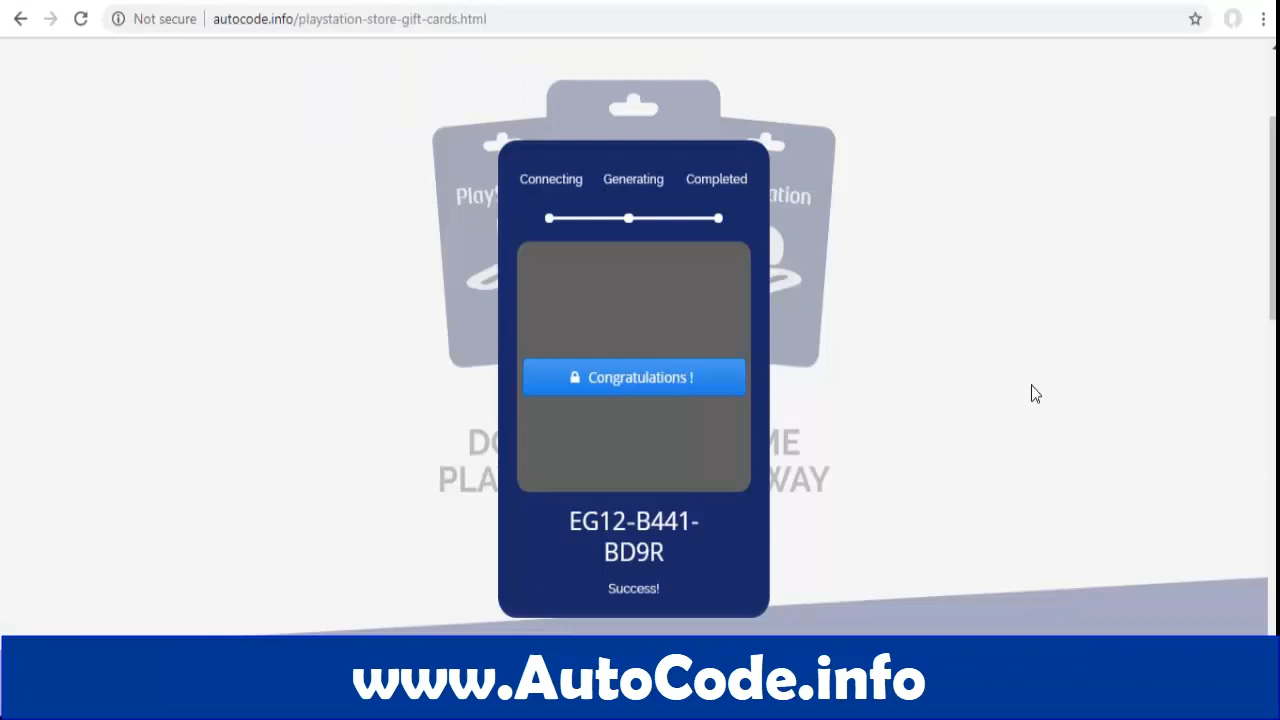 Not secure | autocode.info/playstation-store-gift-cards.html
Connecting Generating Completed
Congratulations !
EG12-B441-
BD9R
Success!
www.AutoCode.info